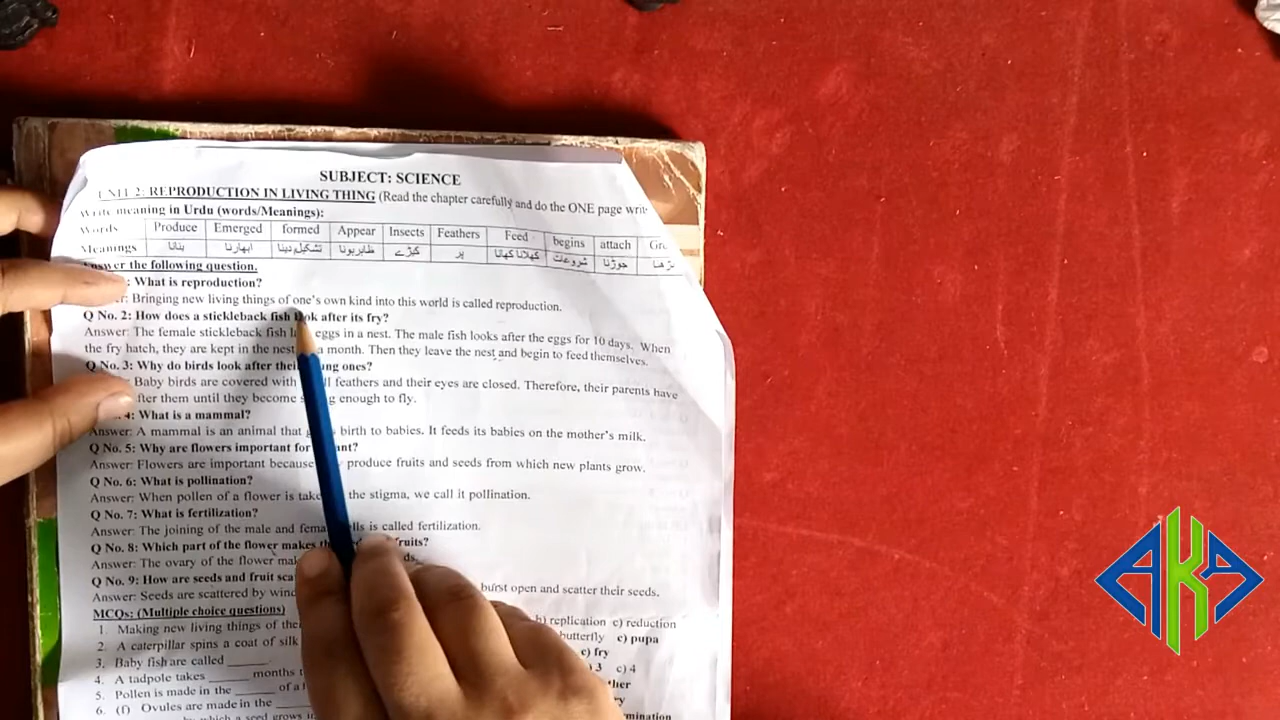 SUBJECT: SCIENCE
UNIT 2: REPRODUCTION IN LIVING THING (Read the chapter carefully and do the ONE page
Write meaning in Urdu (words/Meanings):
Words Produce Emerged formed Appear Insects Feathers Feed begins attach
Meanings بنانا ابھارنا تشکیل دینا ظاہر ہونا کیڑے پر کھلانا کھانا شروعات جوڑنا
Answer the following question.
: What is reproduction?
Bringing new living things of one's own kind into this world is called reproduction.
Q No. 2: How does a stickleback fish look after its fry?
Answer: The female stickleback fish eggs in a nest. The male fish looks after the eggs for 10 days. When
the fry hatch, they are kept in the nest a month. Then they leave the nest and begin to feed themselves.
Q No. 3: Why do birds look after their ones?
Baby birds are covered with feathers and their eyes are closed. Therefore, their parents have
after them until they become enough to fly.
4: What is a mammal?
Answer: A mammal is an animal that birth to babies. It feeds its babies on the mother's milk.
Q No. 5: Why are flowers important for
Answer: Flowers are important because produce fruits and seeds from which new plants grow.
Q No. 6: What is pollination?
Answer: When pollen of a flower is the stigma, we call it pollination.
Q No. 7: What is fertilization?
Answer: The joining of the male and is called fertilization.
Q No. 8: Which part of the flower makes fruits?
Answer: The ovary of the flower
Q No. 9: How are seeds and fruit
Answer: Seeds are scattered by burst open and scatter their seeds.
MCQs: (Multiple choice questions)
1. Making new living things of b) replication c) reduction
2. A caterpillar spins a coat of silk butterfly c) pupa
3. Baby fish are called ______. c) fry
4. A tadpole takes ______ months 3 c) 4
5. Pollen is made in the ______ of a
6. (f) Ovules are made in the ______
by which a seed grows
AKA